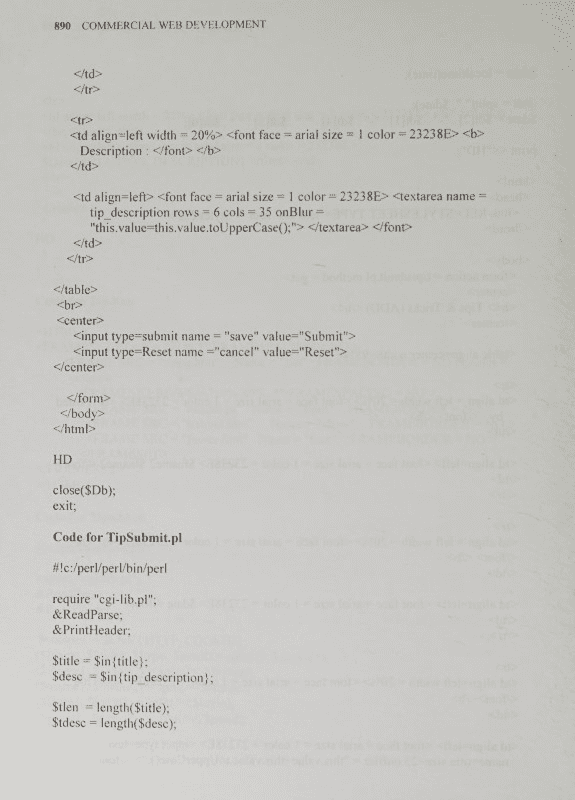 890 COMMERCIAL WEB DEVELOPMENT
</td>
</tr>
<tr>
<td align=left width = 20%> <font face = arial size = 1 color = 23238E> <b>
Description : </font> </b>
</td>
<td align=left> <font face = arial size = 1 color = 23238E> <textarea name =
tip_description rows = 6 cols = 35 onBlur =
"this.value=this.value.toUpperCase();"> </textarea> </font>
</td>
</tr>
</table>
<br>
<center>
<input type=submit name = "save" value="Submit">
<input type=Reset name ="cancel" value="Reset">
</center>
</form>
</body>
</html>
HD
close($Db);
exit;
Code for TipSubmit.pl
#!c:/perl/perl/bin/perl
require "cgi-lib.pl";
&ReadParse;
&PrintHeader;
$title = $in{title};
$desc = $in{tip_description};
$tlen = length($title);
$tdesc = length($desc);